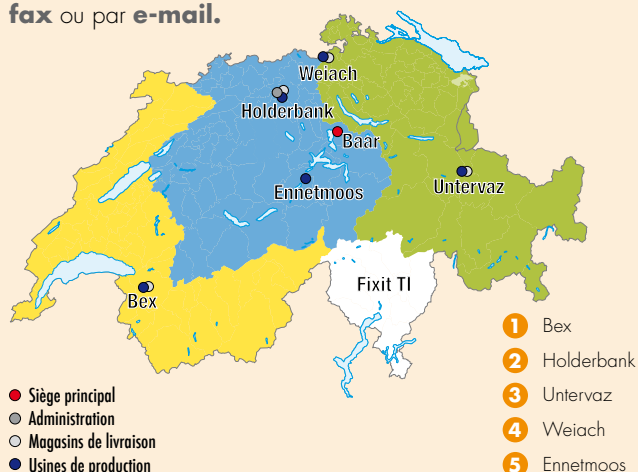 fax ou par e-mail.
Weiach
Holderbank
Baar
Ennetmoos
Untervaz
Bex
Fixit TI
Siège principal
Administration
Magasins de livraison
Usines de production
1 Bex
2 Holderbank
3 Untervaz
4 Weiach
5 Ennetmoos